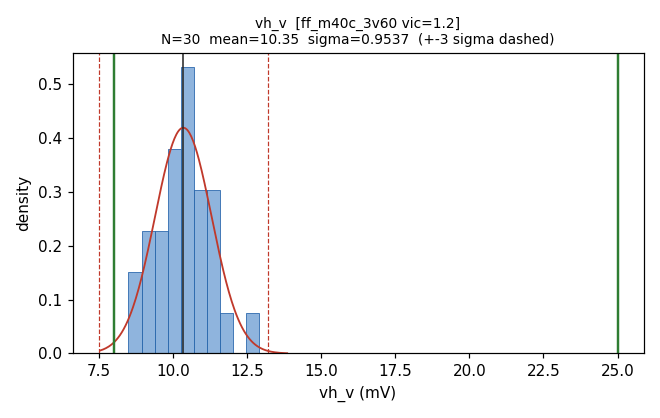 vh_v  [ff_m40c_3v60 vic=1.2]
N=30  mean=10.35  sigma=0.9537  (+-3 sigma dashed)
density
0.5
0.4
0.3
0.2
0.1
0.0
7.5 10.0 12.5 15.0 17.5 20.0 22.5 25.0
vh_v (mV)